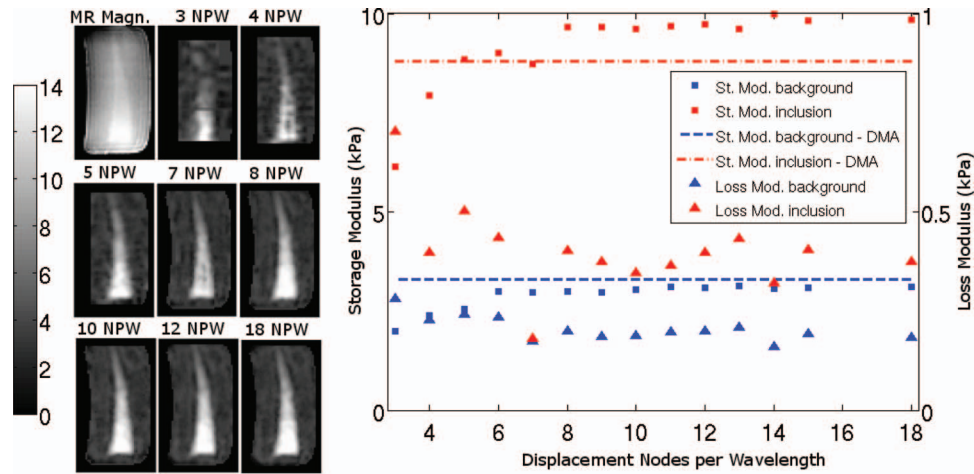 MR Magn. 3 NPW 4 NPW
5 NPW 7 NPW 8 NPW
10 NPW 12 NPW 18 NPW
14
12
10
8
6
4
2
0
Storage Modulus (kPa)
10
5
0
St. Mod. background
St. Mod. inclusion
St. Mod. background - DMA
St. Mod. inclusion - DMA
Loss Mod. background
Loss Mod. inclusion
1
0.5
0
Loss Modulus (kPa)
4 6 8 10 12 14 16 18
Displacement Nodes per Wavelength